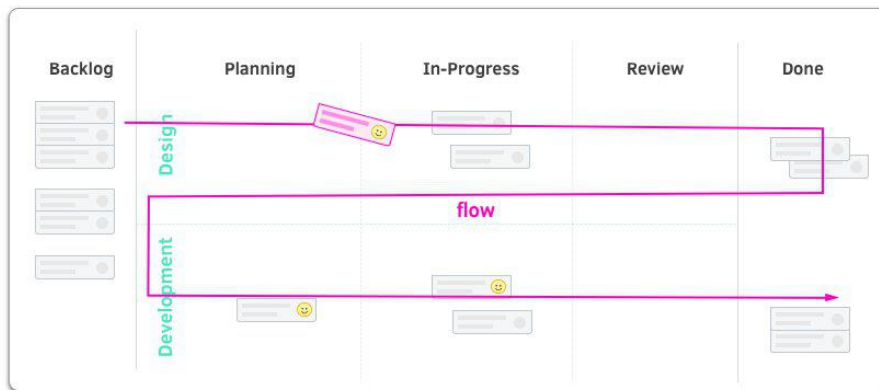 Backlog
Planning
In-Progress
Review
Done
Design
flow
Development